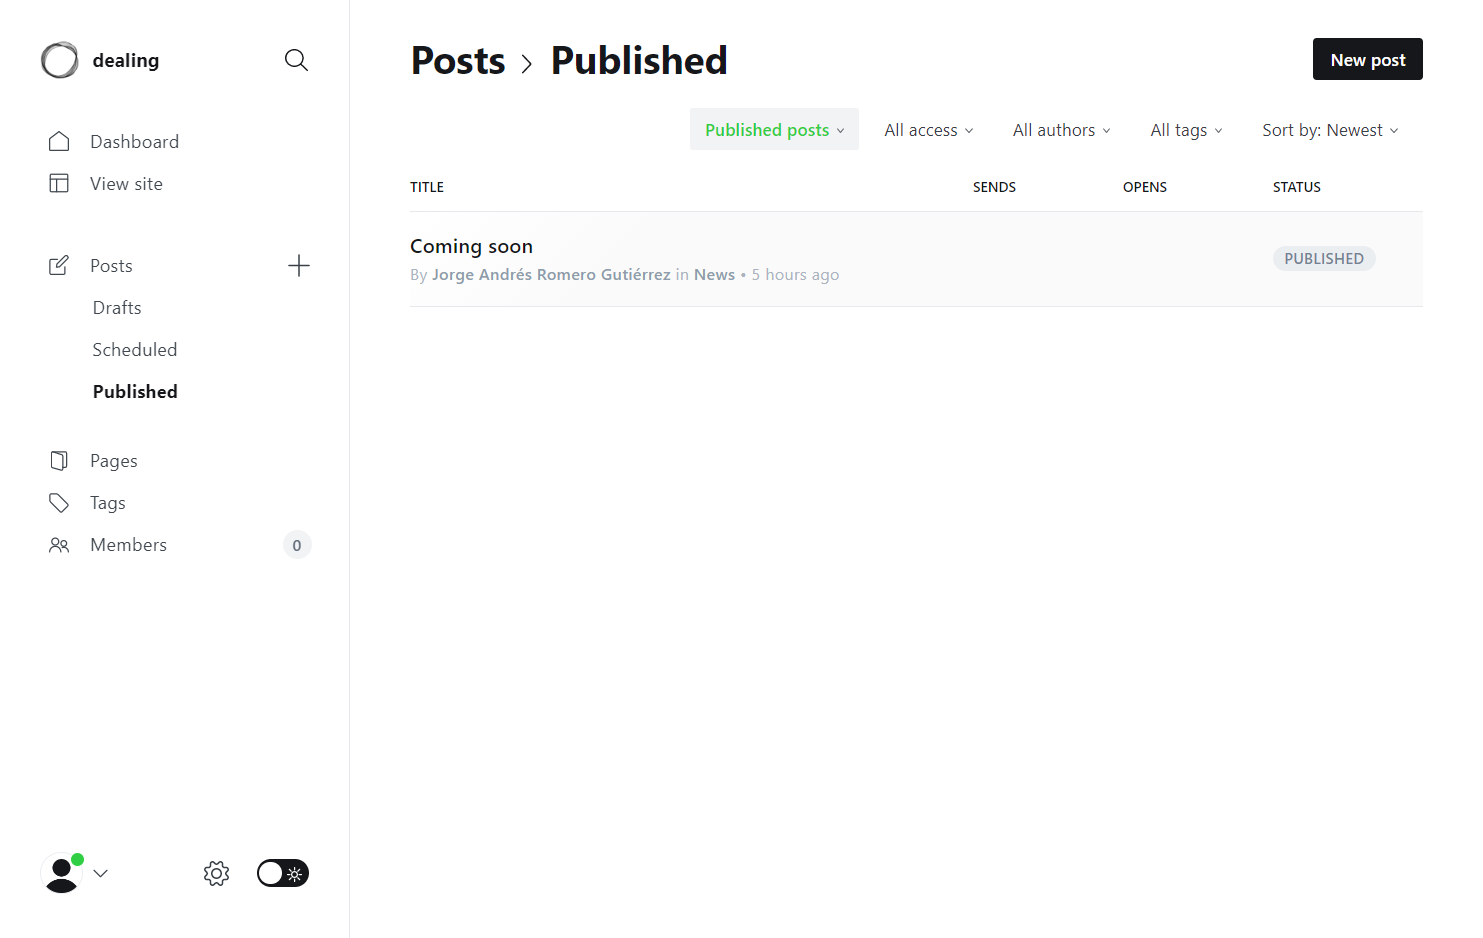 dealing
Dashboard
View site
Posts
Drafts
Scheduled
Published
Pages
Tags
Members 0
Posts > Published
New post
Published posts All access All authors All tags Sort by: Newest
TITLE SENDS OPENS STATUS
Coming soon
By Jorge Andrés Romero Gutiérrez in News • 5 hours ago
PUBLISHED